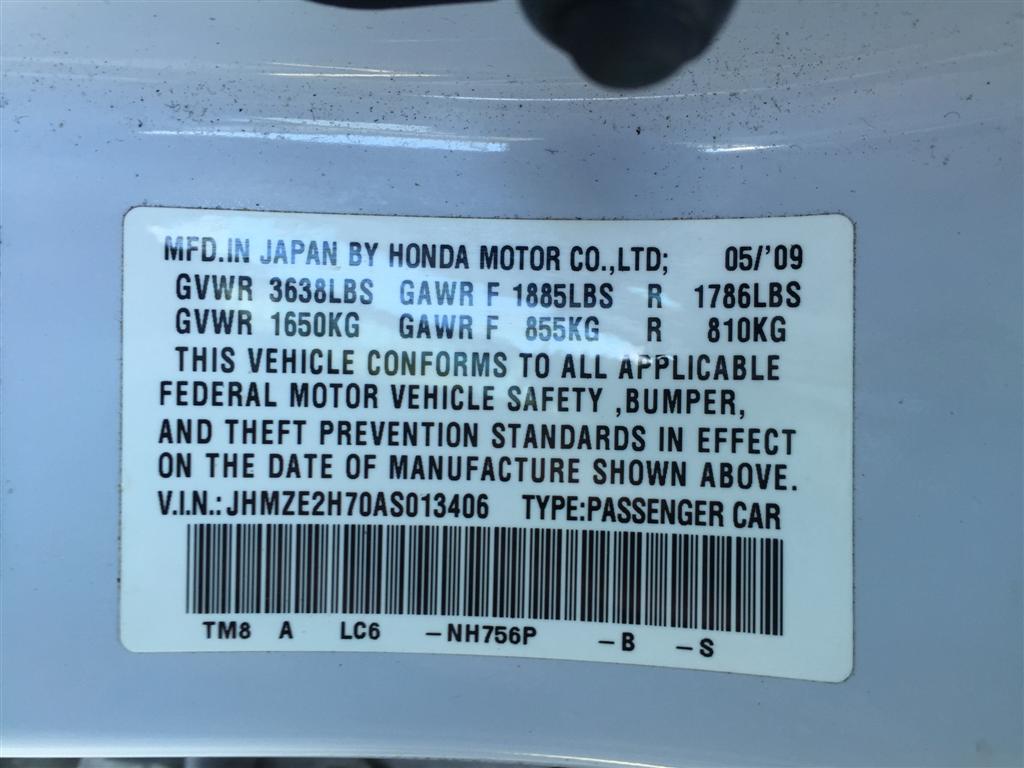 MFD.IN JAPAN BY HONDA MOTOR CO.,LTD; 05/'09
GVWR 3638LBS GAWR F 1885LBS R 1786LBS
GVWR 1650KG GAWR F 855KG R 810KG
THIS VEHICLE CONFORMS TO ALL APPLICABLE
FEDERAL MOTOR VEHICLE SAFETY ,BUMPER,
AND THEFT PREVENTION STANDARDS IN EFFECT
ON THE DATE OF MANUFACTURE SHOWN ABOVE.
V.I.N.: JHMZE2H70AS013406 TYPE:PASSENGER CAR
TM8 A LC6 -NH756P -B -S